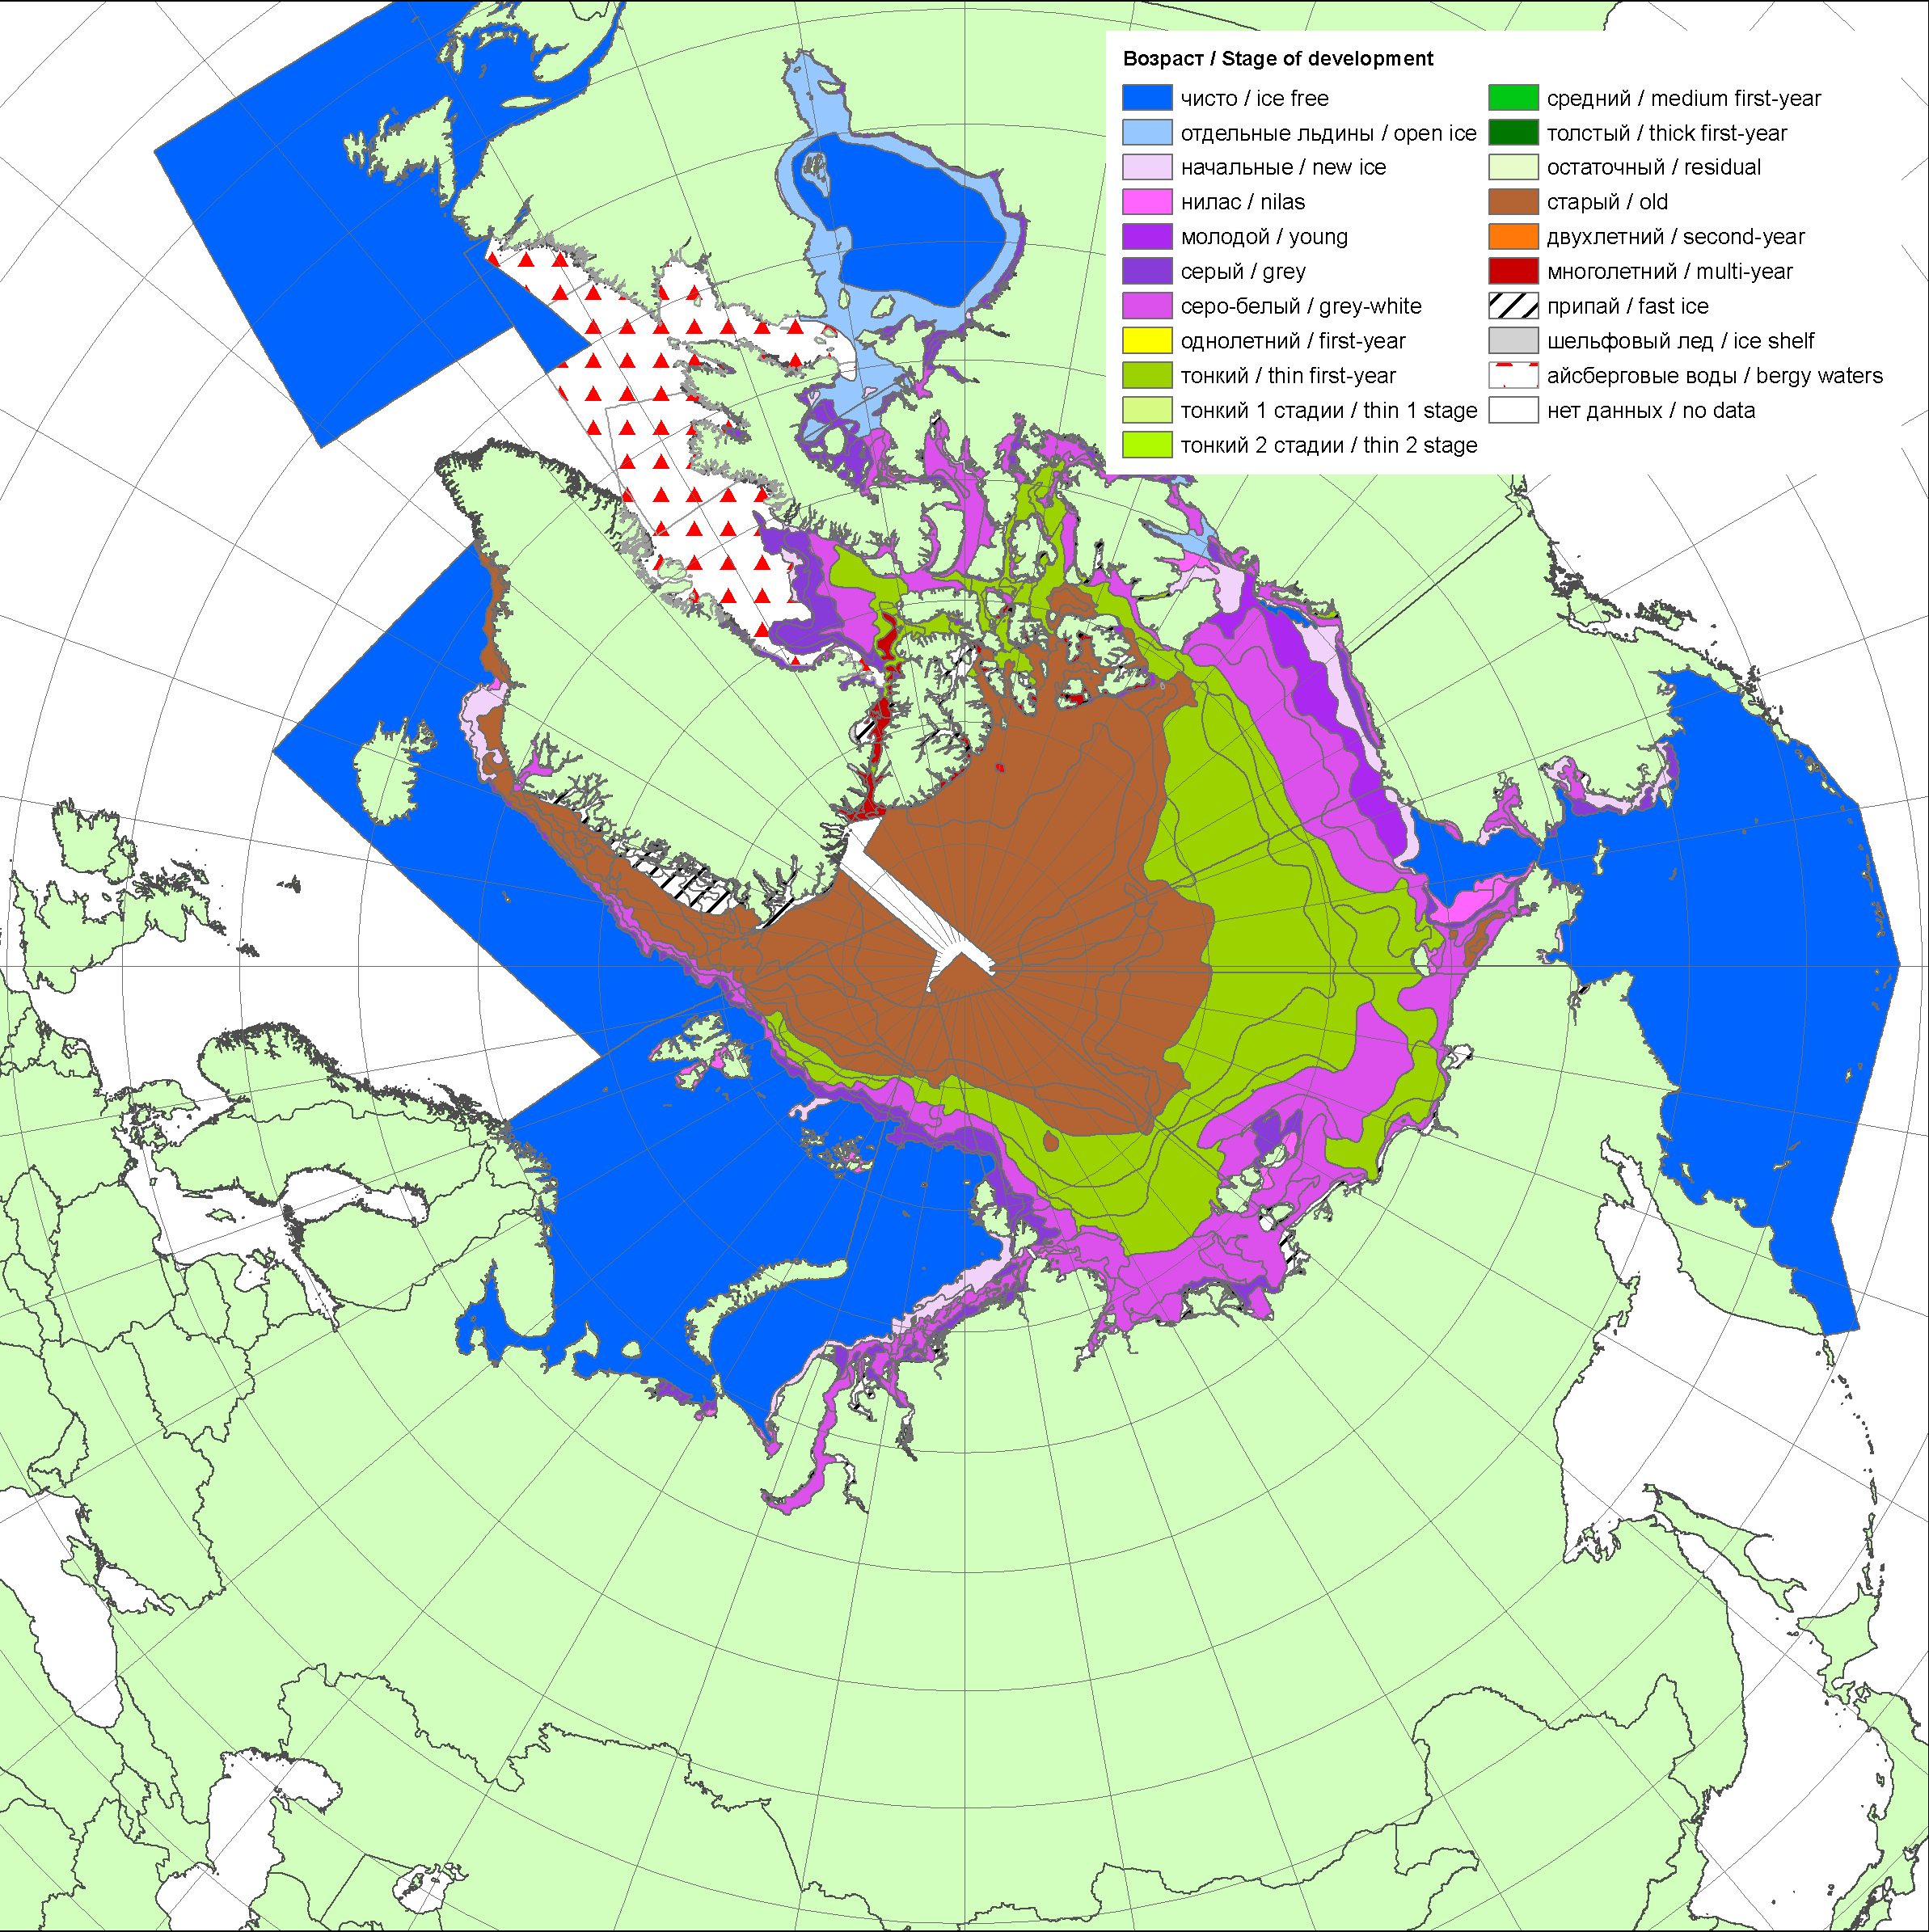 Возраст / Stage of development
чисто / ice free
отдельные льдины / open ice
начальные / new ice
нилас / nilas
молодой / young
серый / grey
серо-белый / grey-white
однолетний / first-year
тонкий / thin first-year
тонкий 1 стадии / thin 1 stage
тонкий 2 стадии / thin 2 stage
средний / medium first-year
толстый / thick first-year
остаточный / residual
старый / old
двухлетний / second-year
многолетний / multi-year
припай / fast ice
шельфовый лед / ice shelf
айсберговые воды / bergy waters
нет данных / no data